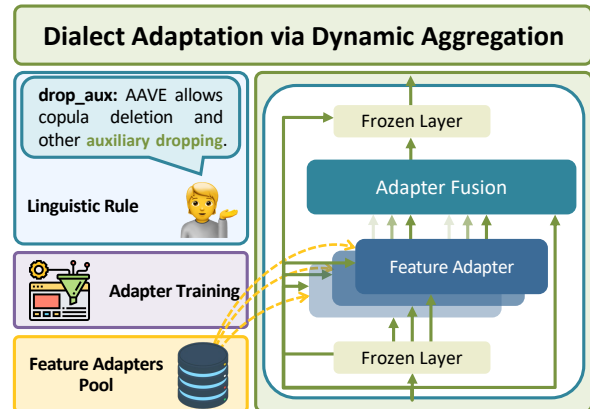 Dialect Adaptation via Dynamic Aggregation
drop_aux: AAVE allows
copula deletion and
other auxiliary dropping.
Linguistic Rule
Adapter Training
Feature Adapters
Pool
Frozen Layer
Adapter Fusion
Feature Adapter
Frozen Layer